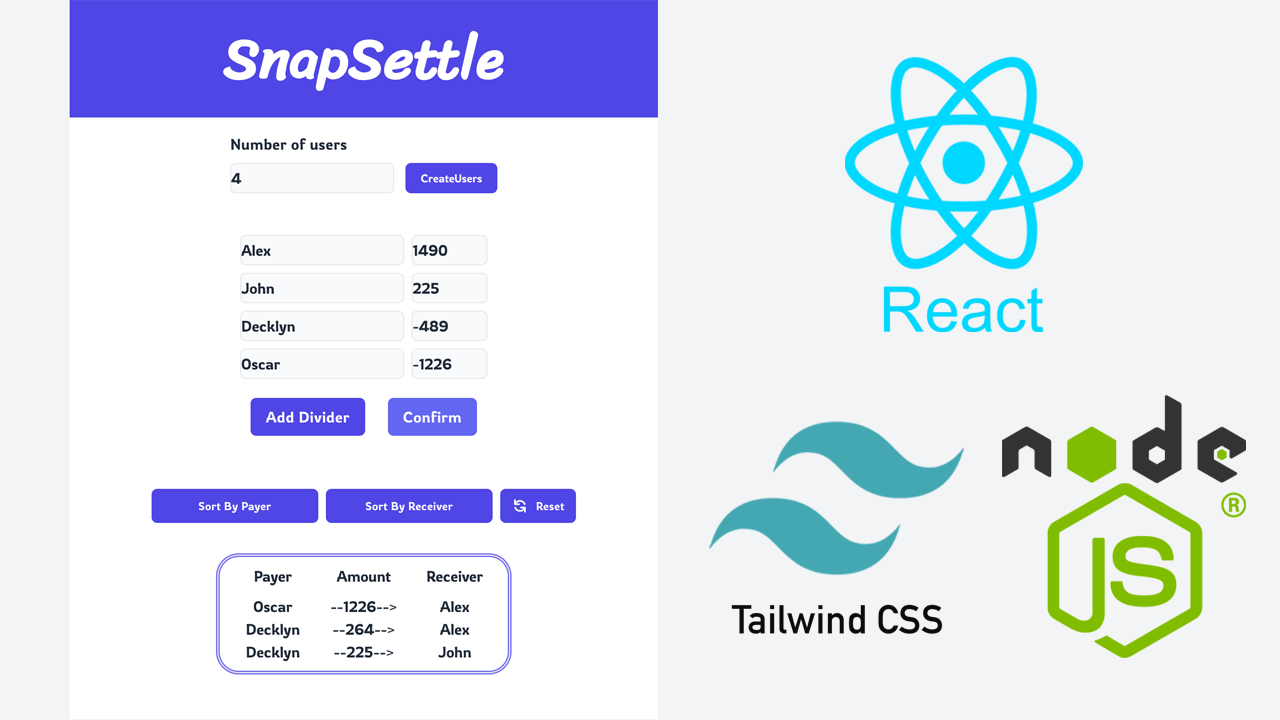 SnapSettle
Number of users
4
CreateUsers
Alex 1490
John 225
Decklyn -489
Oscar -1226
Add Divider Confirm
Sort By Payer Sort By Receiver Reset
Payer Amount Receiver
Oscar --1226--> Alex
Decklyn --264--> Alex
Decklyn --225--> John
React
Tailwind CSS
node
JS ®